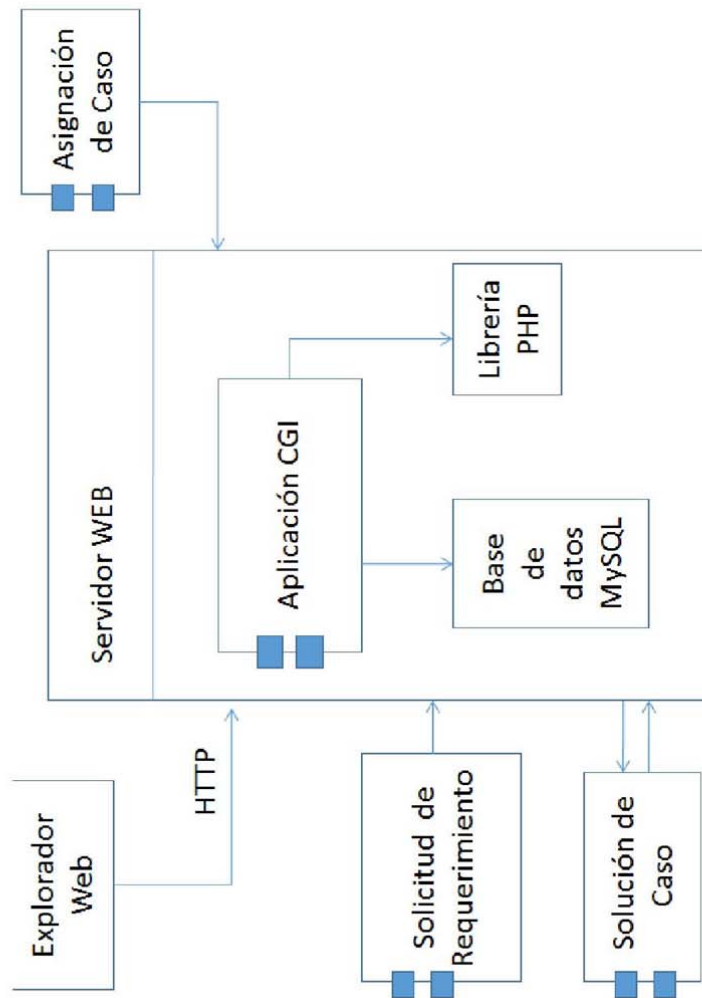 Explorador
Web
HTTP
Servidor WEB
Asignación
de Caso
Aplicación CGI
Solicitud de
Requerimiento
Base
de
datos
MySQL
Librería
PHP
Solución de
Caso